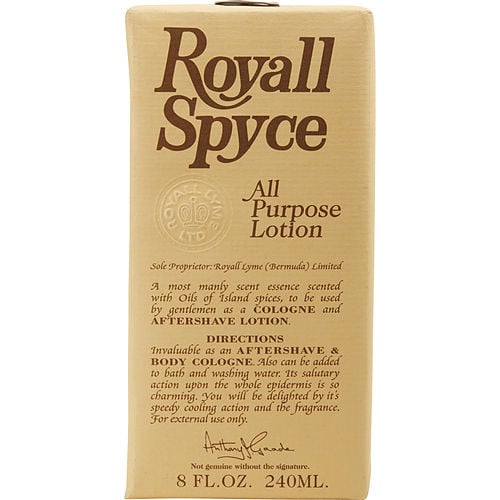 Royall
Spyce
ROYALL LYME
LTD
All
Purpose
Lotion
Sole Proprietor: Royall Lyme (Bermuda) Limited
A most manly scent essence scented
with Oils of Island spices, to be used
by gentlemen as a COLOGNE and
AFTERSHAVE LOTION.
DIRECTIONS
Invaluable as an AFTERSHAVE &
BODY COLOGNE. Also can be added
to bath and washing water. Its salutary
action upon the whole epidermis is so
charming. You will be delighted by it's
speedy cooling action and the fragrance.
For external use only.
Not genuine without the signature.
8 FL.OZ. 240ML.